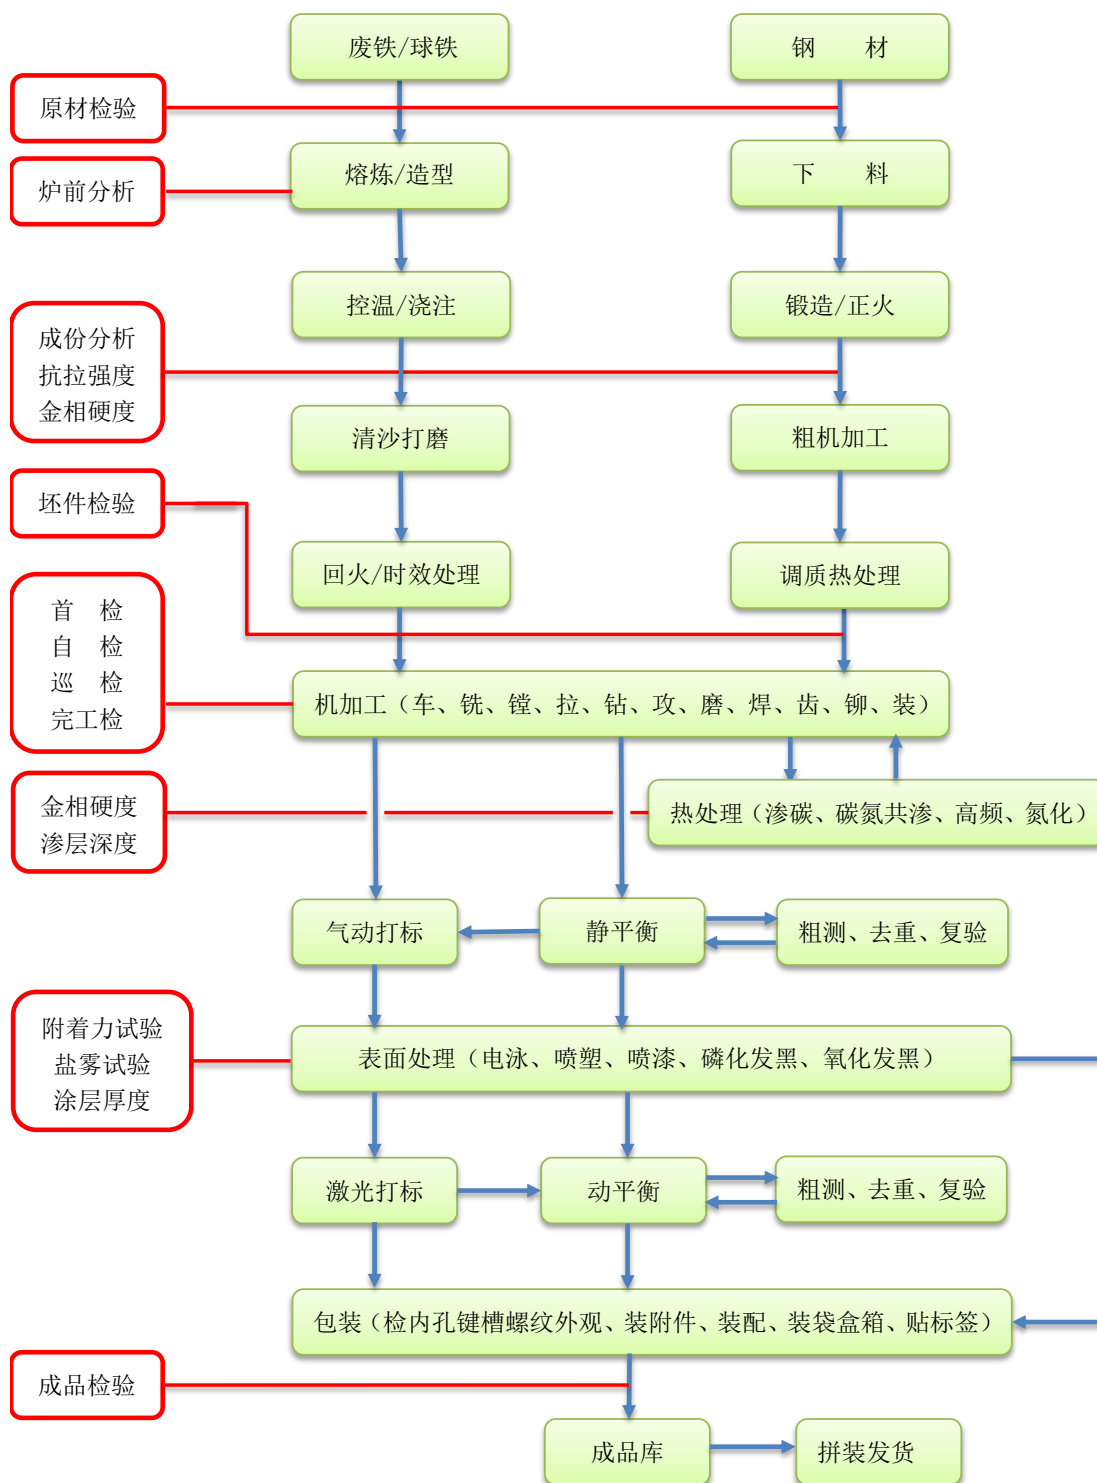 废铁/球铁
钢 材
原材检验
熔炼/造型
下 料
炉前分析
控温/浇注
锻造/正火
成份分析
抗拉强度
金相硬度
清沙打磨
粗机加工
坯件检验
回火/时效处理
调质热处理
首 检
自 检
巡 检
完工检
机加工（车、铣、镗、拉、钻、攻、磨、焊、齿、铆、装）
金相硬度
渗层深度
热处理（渗碳、碳氮共渗、高频、氮化）
气动打标
静平衡
粗测、去重、复验
附着力试验
盐雾试验
涂层厚度
表面处理（电泳、喷塑、喷漆、磷化发黑、氧化发黑）
激光打标
动平衡
粗测、去重、复验
包装（检内孔键槽螺纹外观、装附件、装配、装袋盒箱、贴标签）
成品检验
成品库
拼装发货